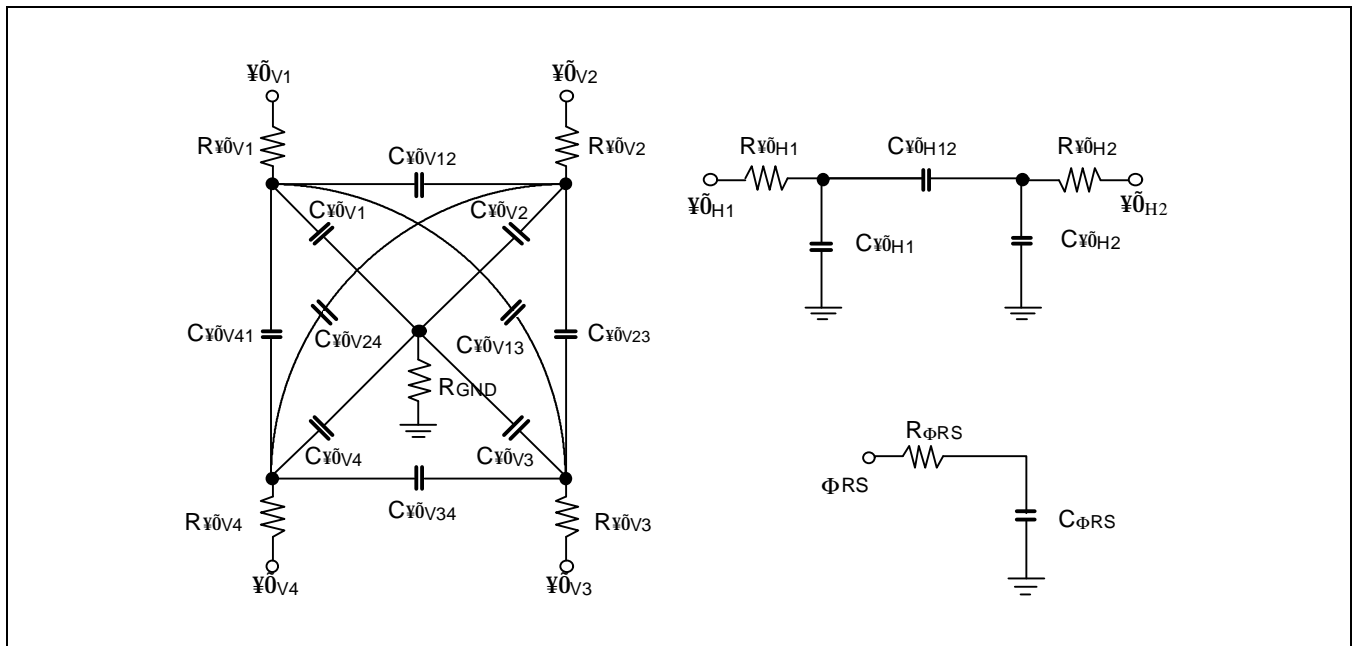 ¥ÕV1
¥ÕV2
R¥ÕV1
C¥ÕV12
R¥ÕV2
C¥ÕV1
C¥ÕV2
C¥ÕV41
C¥ÕV24
C¥ÕV13
C¥ÕV23
RGND
C¥ÕV4
C¥ÕV3
R¥ÕV4
C¥ÕV34
R¥ÕV3
¥ÕV4
¥ÕV3
R¥ÕH1
C¥ÕH12
R¥ÕH2
¥ÕH1
¥ÕH2
C¥ÕH1
C¥ÕH2
RΦRS
ΦRS
CΦRS